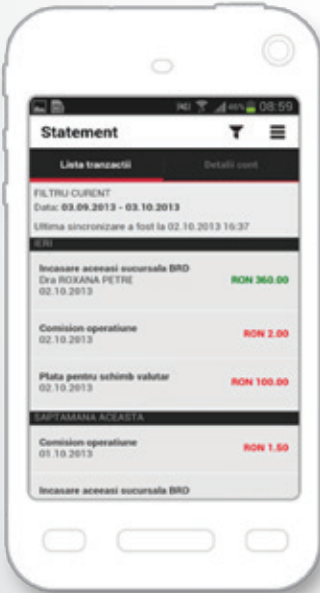 46% 08:59
Statement
Lista tranzactii Detalii cont
FILTRU CURENT
Data: 03.09.2013 - 03.10.2013
Ultima sincronizare a fost la 02.10.2013 16:37
IERI
Incasare aceeasi sucursala BRD
Dra ROXANA PETRE RON 360.00
02.10.2013
Comision operatiune
02.10.2013 RON 2.00
Plata pentru schimb valutar
02.10.2013 RON 100.00
SAPTAMANA ACEASTA
Comision operatiune
01.10.2013 RON 1.50
Incasare aceeasi sucursala BRD